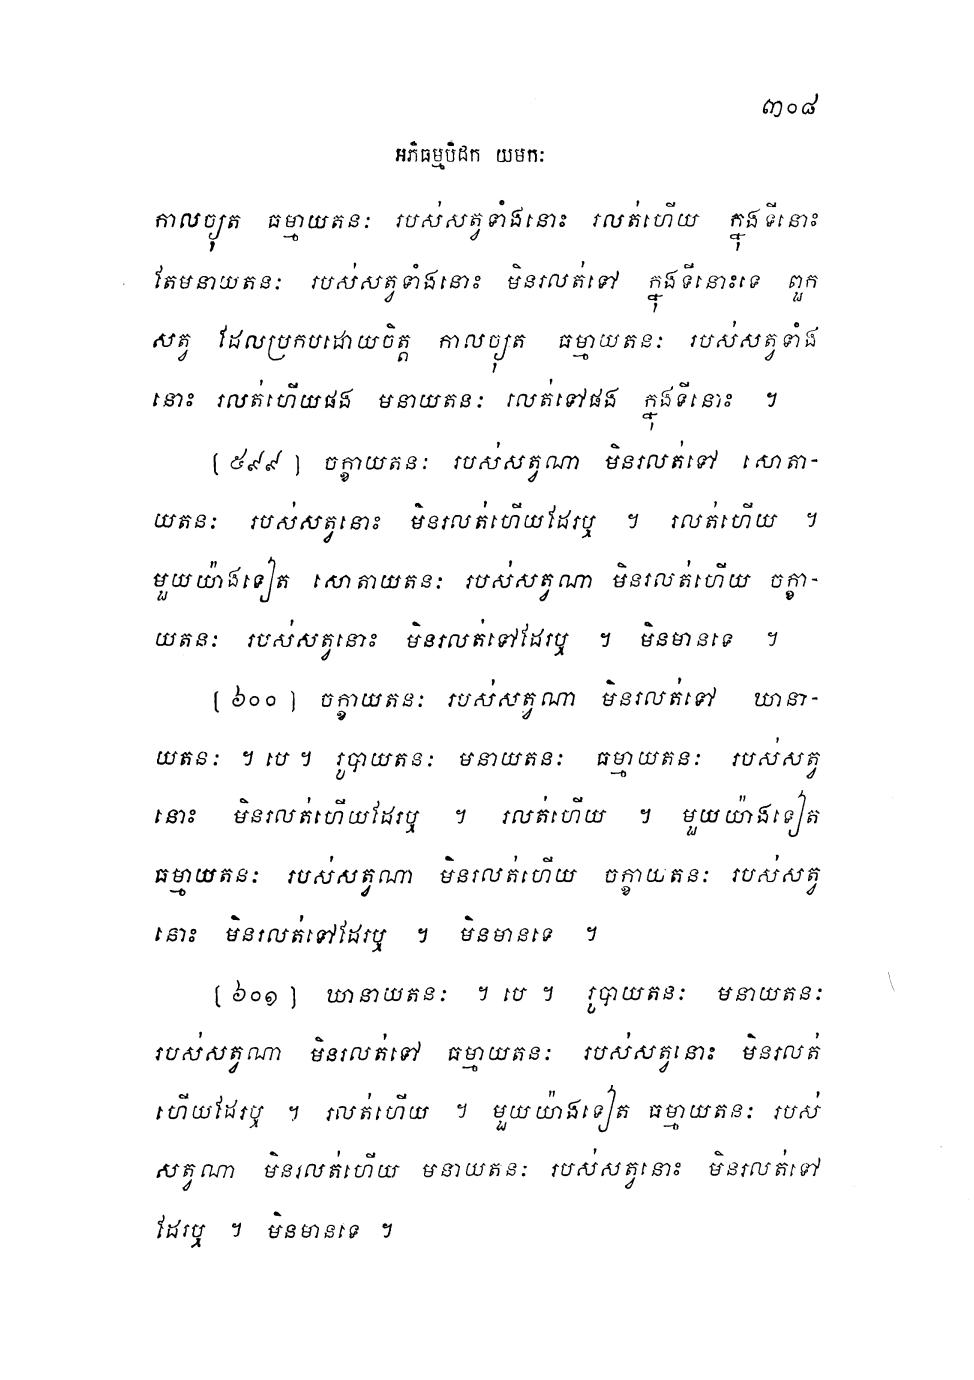 ៣០៨
អភិធម្មបិដក យមកៈ
កាលច្យុត ធម្មាយតនៈ របស់សត្វទាំងនោះ រលត់ហើយ ក្នុងទីនោះ
តែមនាយតនៈ របស់សត្វទាំងនោះ មិនរលត់ទៅ ក្នុងទីនោះទេ ពួក
សត្វ ដែលប្រកបដោយចិត្ត កាលច្យុត ធម្មាយតនៈ របស់សត្វទាំង
នោះ រលត់ហើយផង មនាយតនៈ រលត់ទៅផង ក្នុងទីនោះ ។
[៥៩៩] ចក្ខាយតនៈ របស់សត្វណា មិនរលត់ទៅ សោតា-
យតនៈ របស់សត្វនោះ មិនរលត់ហើយដែរឬ ។ រលត់ហើយ ។
មួយយ៉ាងទៀត សោតាយតនៈ របស់សត្វណា មិនរលត់ហើយ ចក្ខា-
យតនៈ របស់សត្វនោះ មិនរលត់ទៅដែរឬ ។ មិនមានទេ ។
[៦០០] ចក្ខាយតនៈ របស់សត្វណា មិនរលត់ទៅ ឃានា-
យតនៈ ។ បេ ។ រូបាយតនៈ មនាយតនៈ ធម្មាយតនៈ របស់សត្វ
នោះ មិនរលត់ហើយដែរឬ ។ រលត់ហើយ ។ មួយយ៉ាងទៀត
ធម្មាយតនៈ របស់សត្វណា មិនរលត់ហើយ ចក្ខាយតនៈ របស់សត្វ
នោះ មិនរលត់ទៅដែរឬ ។ មិនមានទេ ។
[៦០១] ឃានាយតនៈ ។ បេ ។ រូបាយតនៈ មនាយតនៈ
របស់សត្វណា មិនរលត់ទៅ ធម្មាយតនៈ របស់សត្វនោះ មិនរលត់
ហើយដែរឬ ។ រលត់ហើយ ។ មួយយ៉ាងទៀត ធម្មាយតនៈ របស់
សត្វណា មិនរលត់ហើយ មនាយតនៈ របស់សត្វនោះ មិនរលត់ទៅ
ដែរឬ ។ មិនមានទេ ។